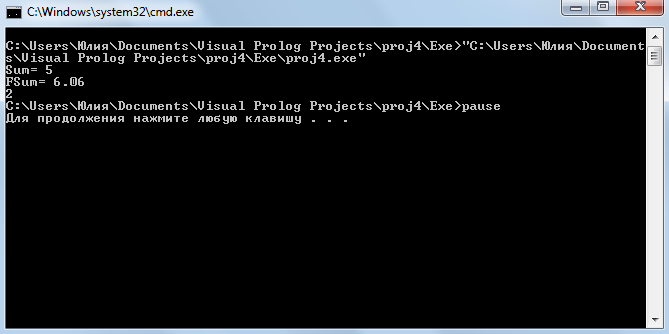 C:\Windows\system32\cmd.exe
C:\Users\Юлия\Documents\Visual Prolog Projects\proj4\Exe>"C:\Users\Юлия\Document
s\Visual Prolog Projects\proj4\Exe\proj4.exe"
Sum= 5
FSum= 6.06
2
C:\Users\Юлия\Documents\Visual Prolog Projects\proj4\Exe>pause
Для продолжения нажмите любую клавишу . . .